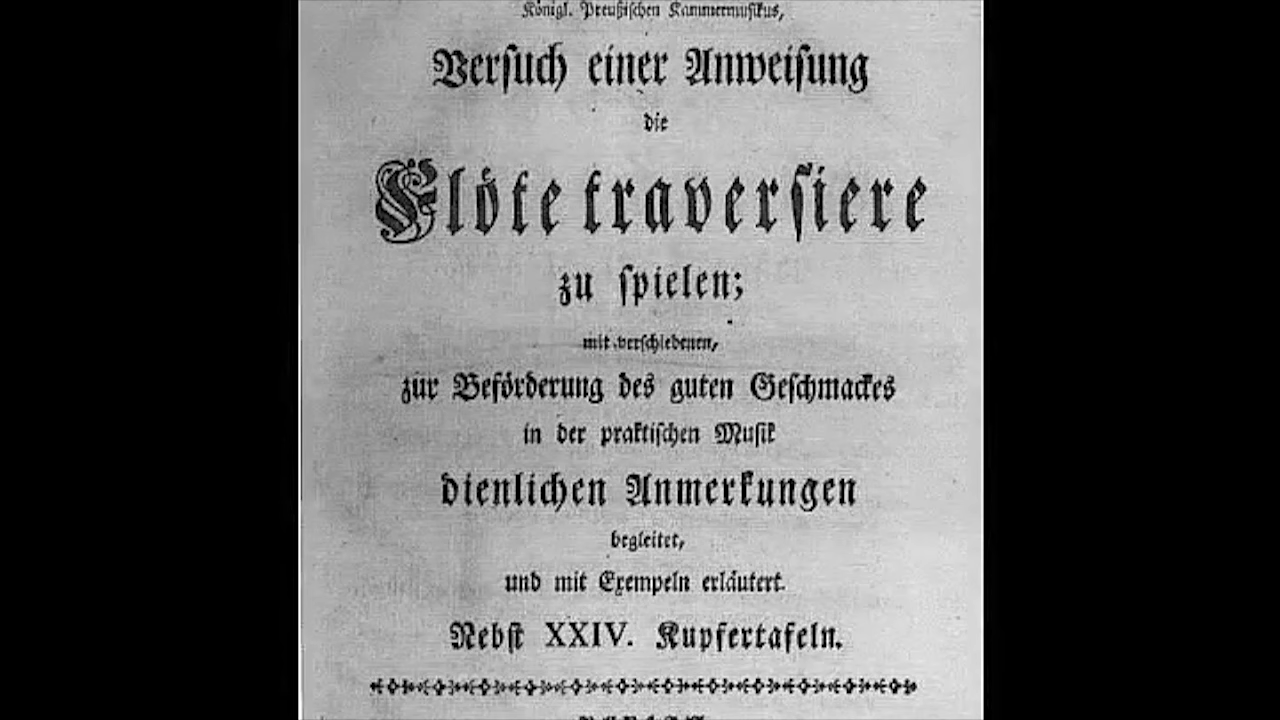 Königl. Preußischen Kammermusikus,
Versuch einer Anweisung
die
Flöte traversiere
zu spielen;
mit verschiedenen,
zur Beförderung des guten Geschmackes
in der praktischen Musik
dienlichen Anmerkungen
begleitet,
und mit Exempeln erläutert.
Nebst XXIV. Kupfertafeln.